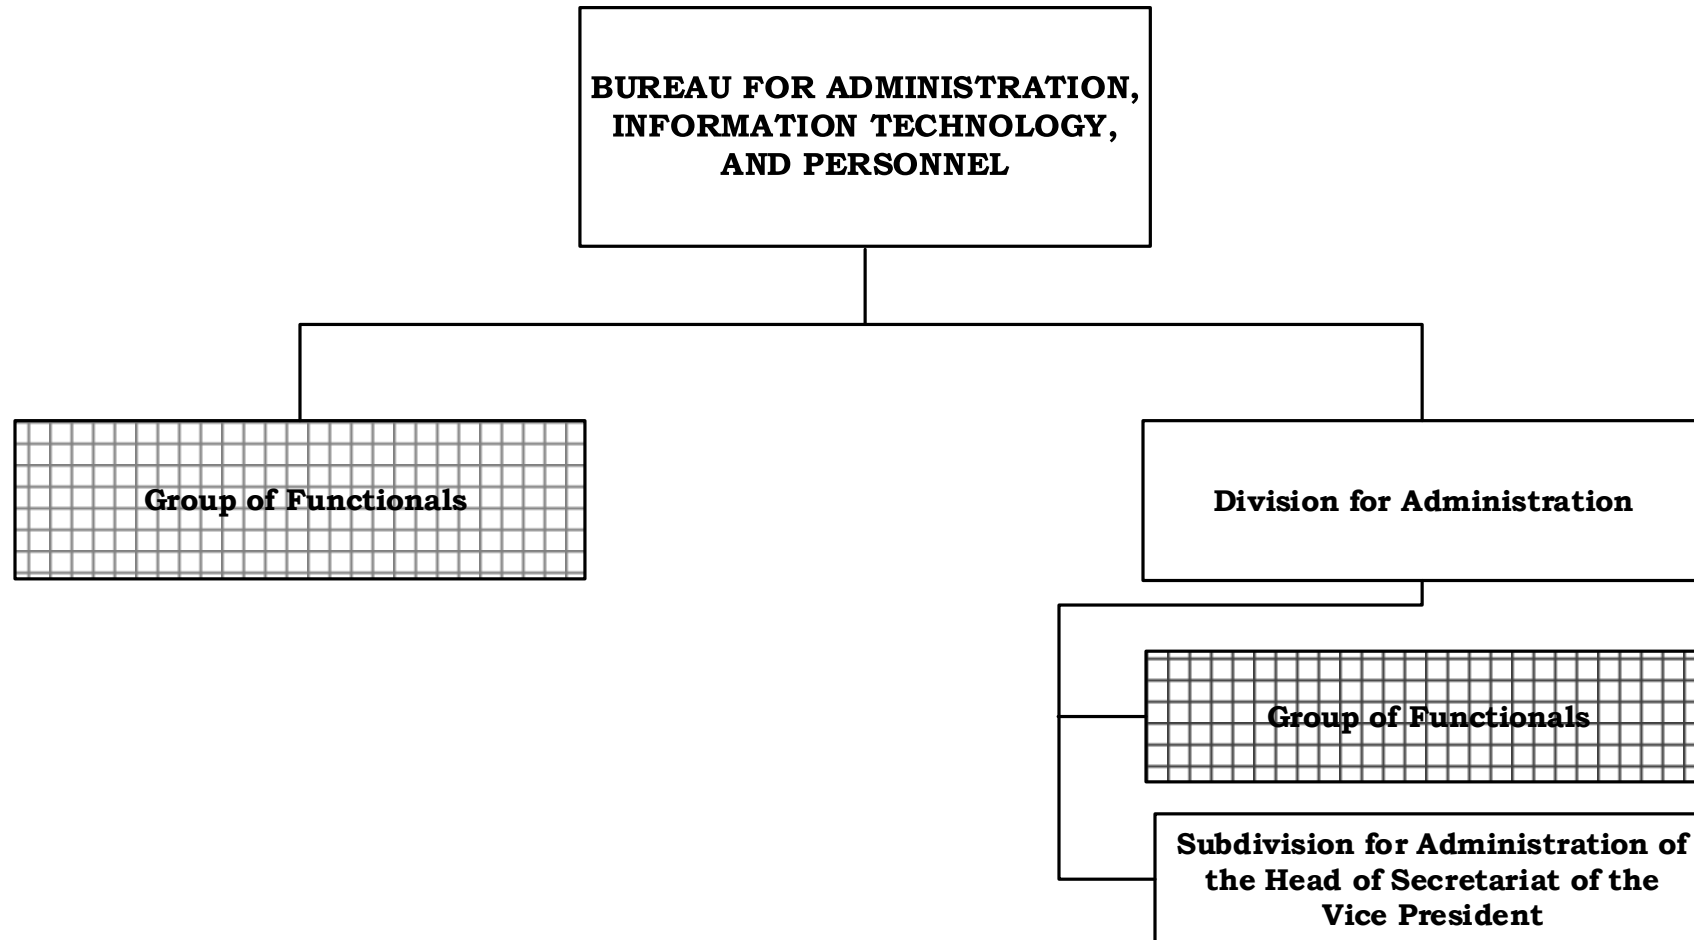 BUREAU FOR ADMINISTRATION,
INFORMATION TECHNOLOGY,
AND PERSONNEL
Group of Functionals
Division for Administration
Group of Functionals
Subdivision for Administration of
the Head of Secretariat of the
Vice President